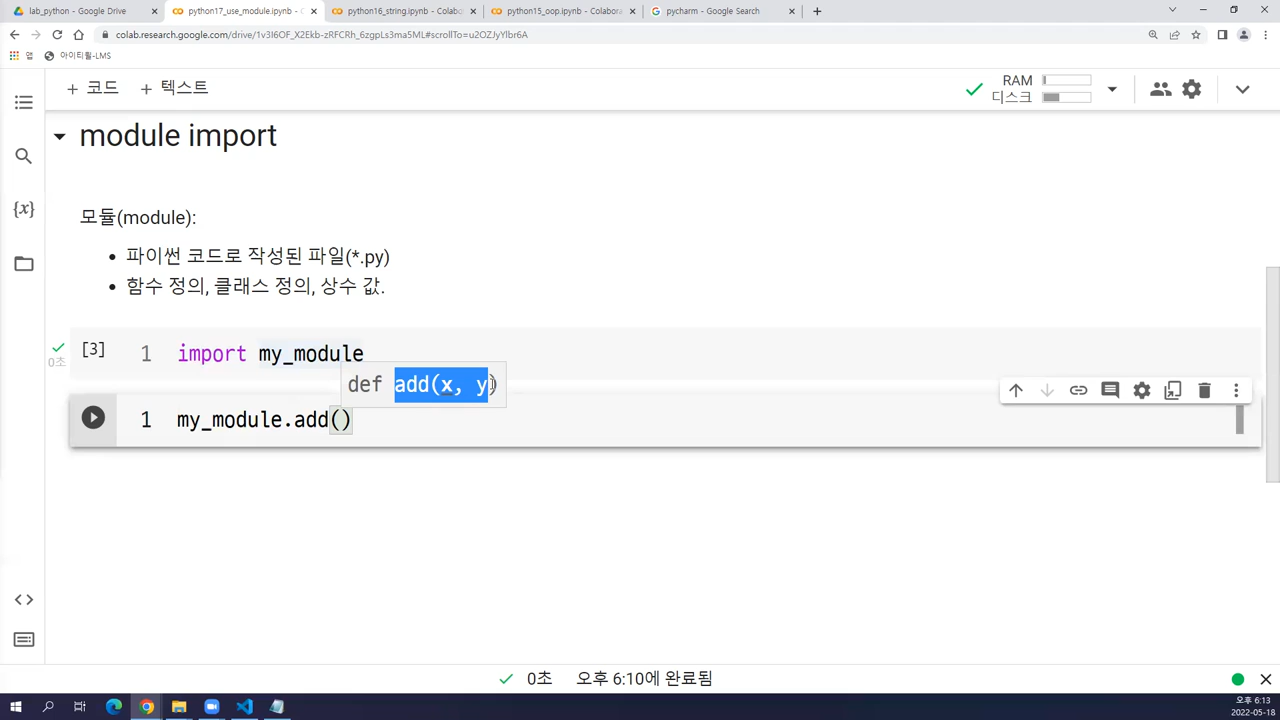 lab_python - Google Drive
python17_use_module.ipynb - C
python16_string.ipynb - Colabo
python15_oop.ipynb - Colabora
pycharm - Google Search
colab.research.google.com/drive/1v3I6OF_X2Ekb-zRFCRh_6zgpLs3ma5ML#scrollTo=u2OZJyYlbr6A
앱
아이티윌-LMS
+ 코드
+ 텍스트
RAM
디스크
module import
모듈(module):
• 파이썬 코드로 작성된 파일(*.py)
• 함수 정의, 클래스 정의, 상수 값.
[3]
0초
1 import my_module
def add(x, y)
1 my_module.add()
0초 오후 6:10에 완료됨
오후 6:13
2022-05-18